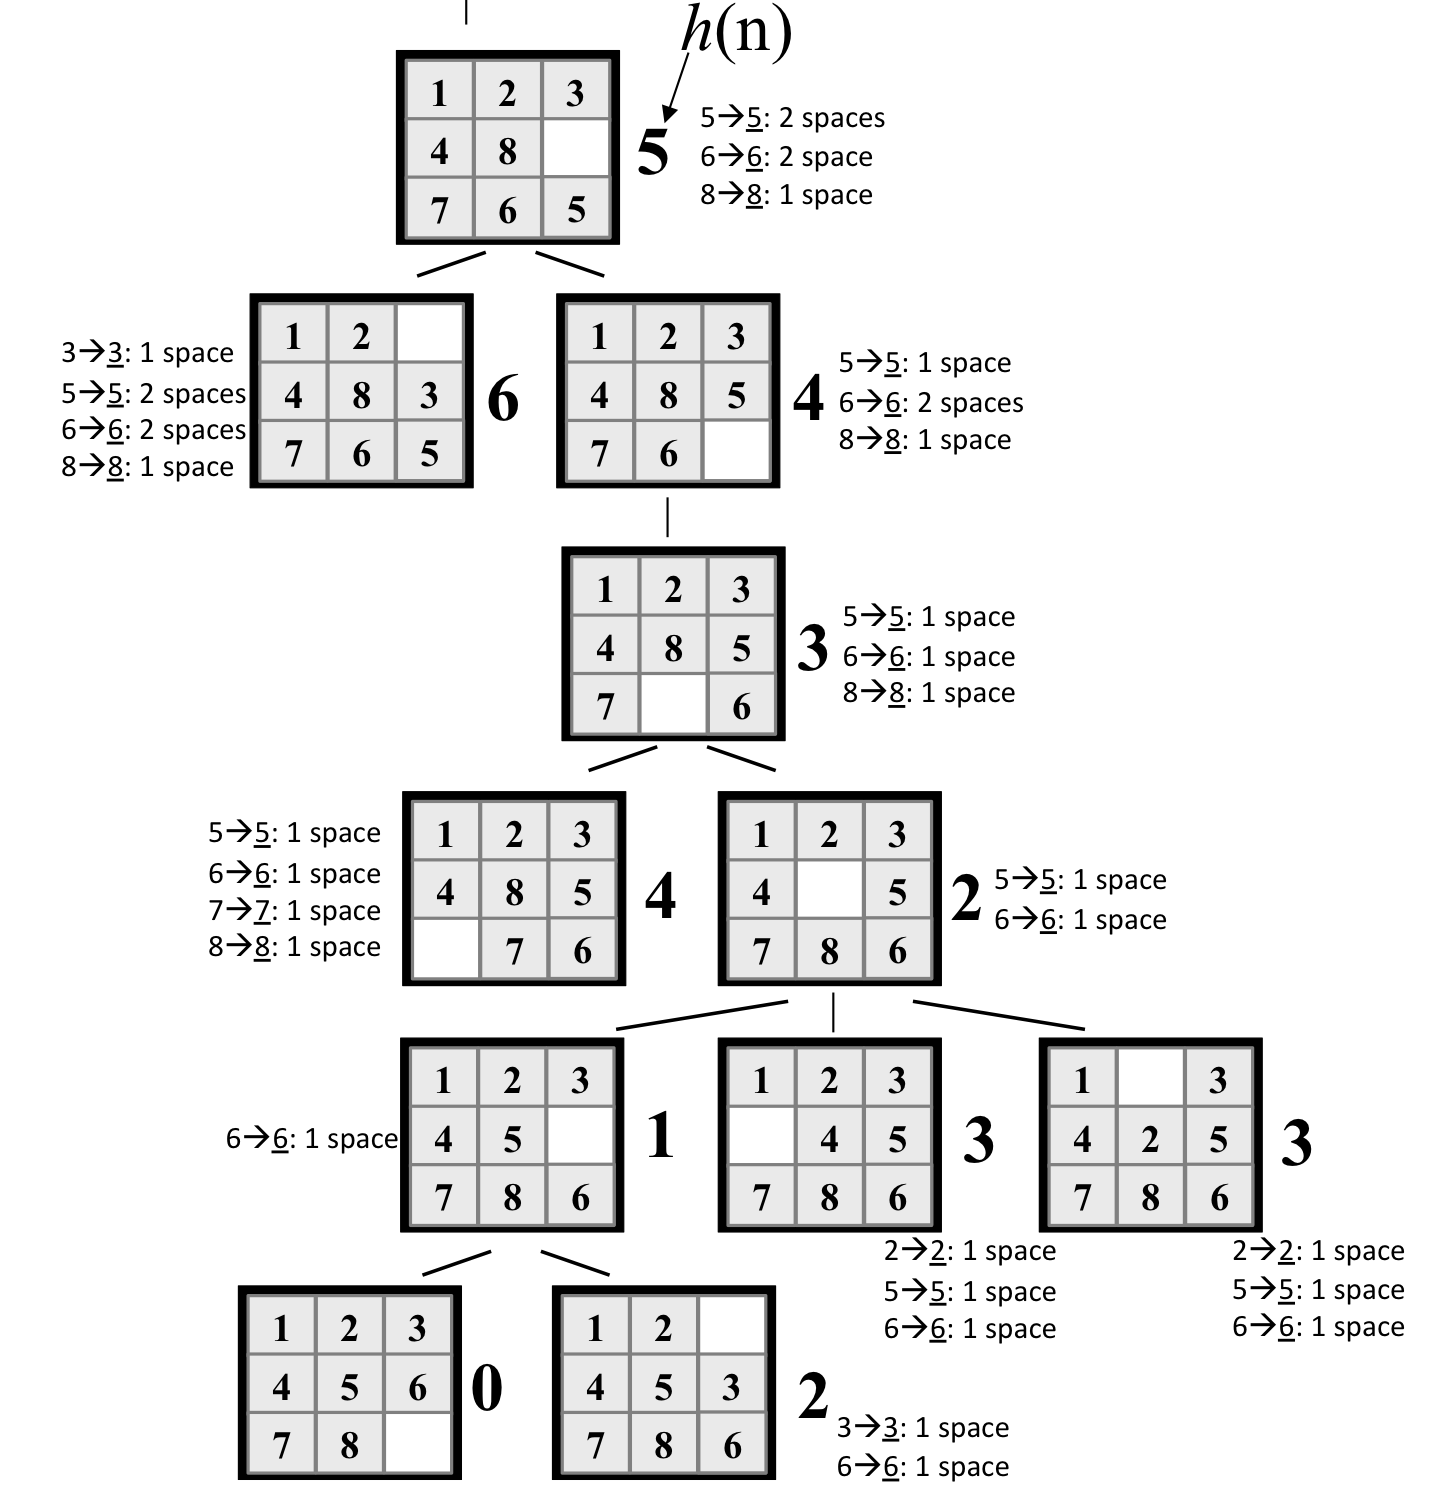 h(n)
1 2 3
4 8
7 6 5
5
5→5: 2 spaces
6→6: 2 space
8→8: 1 space
3→3: 1 space
5→5: 2 spaces
6→6: 2 spaces
8→8: 1 space
1 2
4 8 3
7 6 5
6
1 2 3
4 8 5
7 6
4
5→5: 1 space
6→6: 2 spaces
8→8: 1 space
1 2 3
4 8 5
7 6
3
5→5: 1 space
6→6: 1 space
8→8: 1 space
5→5: 1 space
6→6: 1 space
7→7: 1 space
8→8: 1 space
1 2 3
4 8 5
7 6
4
1 2 3
4 5
7 8 6
2
5→5: 1 space
6→6: 1 space
6→6: 1 space
1 2 3
4 5
7 8 6
1
1 2 3
4 5
7 8 6
3
2→2: 1 space
5→5: 1 space
6→6: 1 space
1 3
4 2 5
7 8 6
3
2→2: 1 space
5→5: 1 space
6→6: 1 space
1 2 3
4 5 6
7 8
0
1 2
4 5 3
7 8 6
2
3→3: 1 space
6→6: 1 space